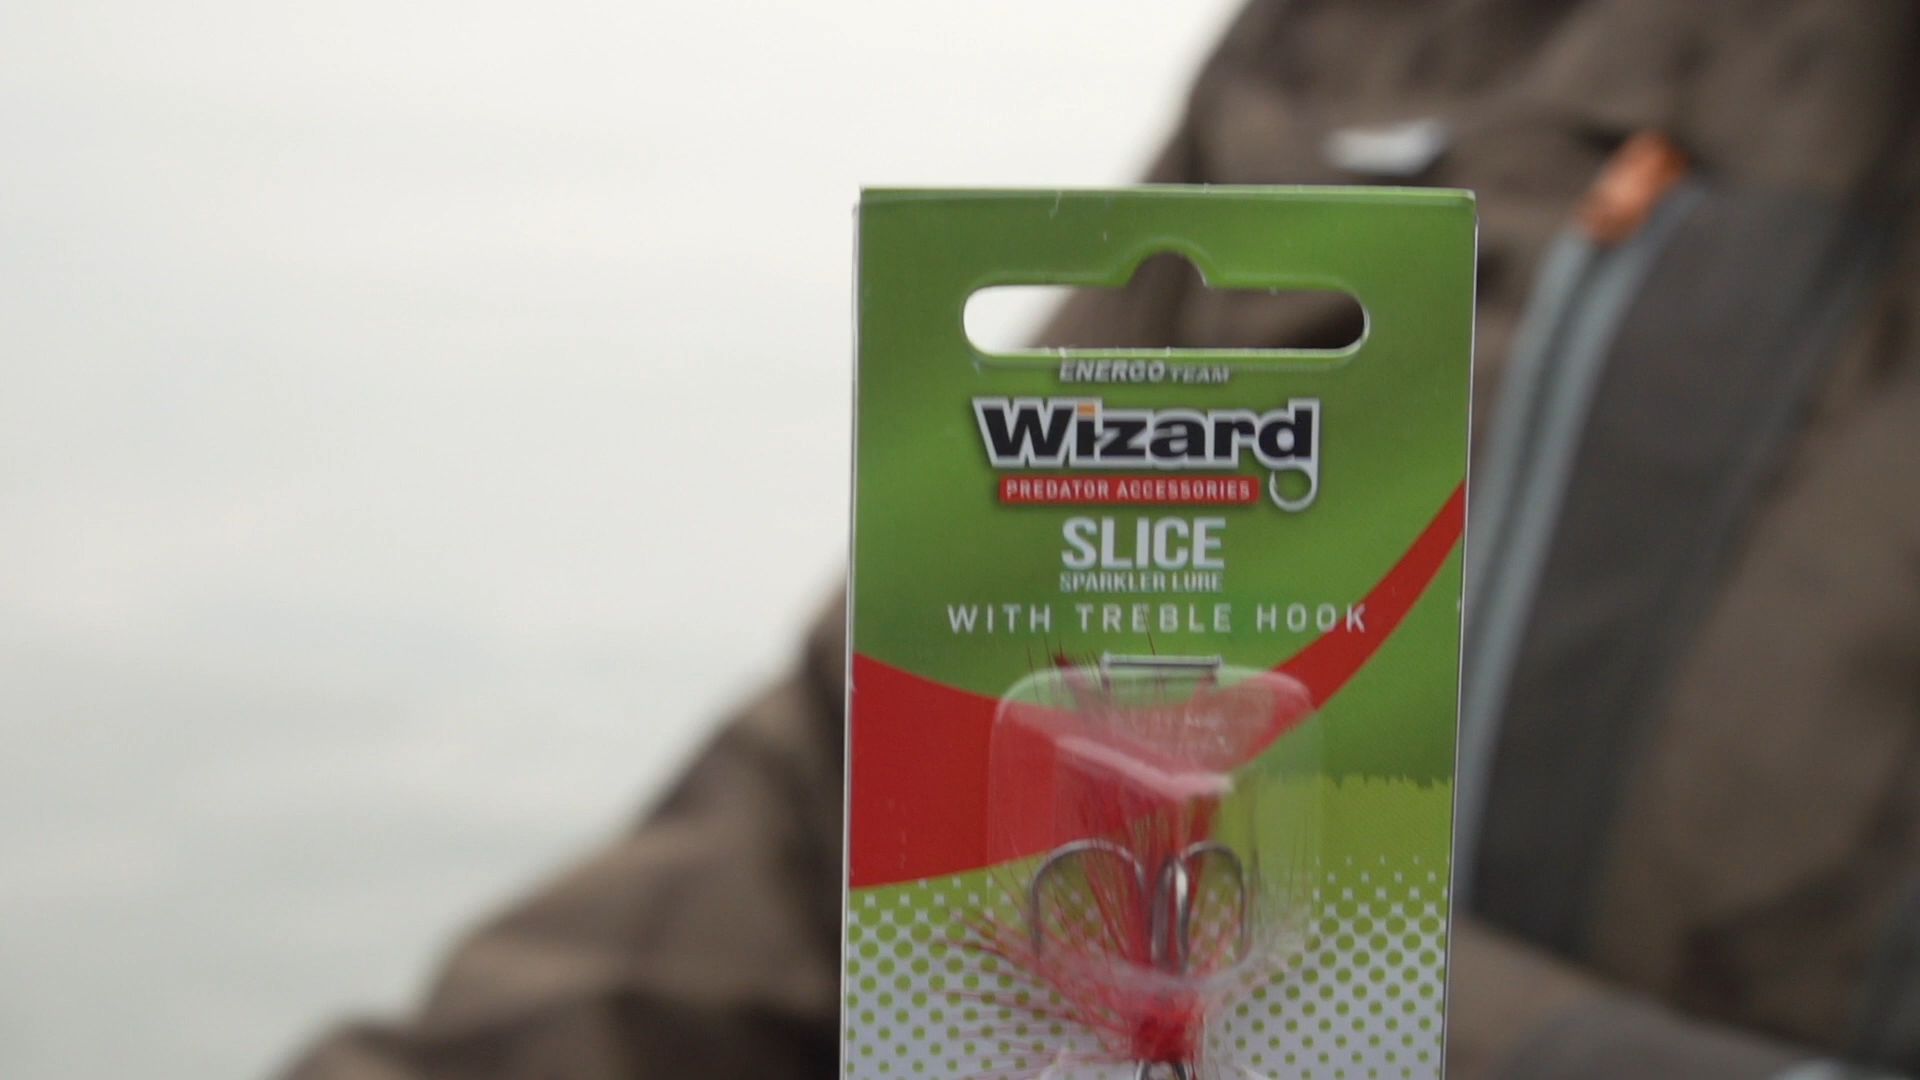 ENERGO TEAM
Wizard
PREDATOR ACCESSORIES
SLICE
SPARKLER LURE
WITH TREBLE HOOK